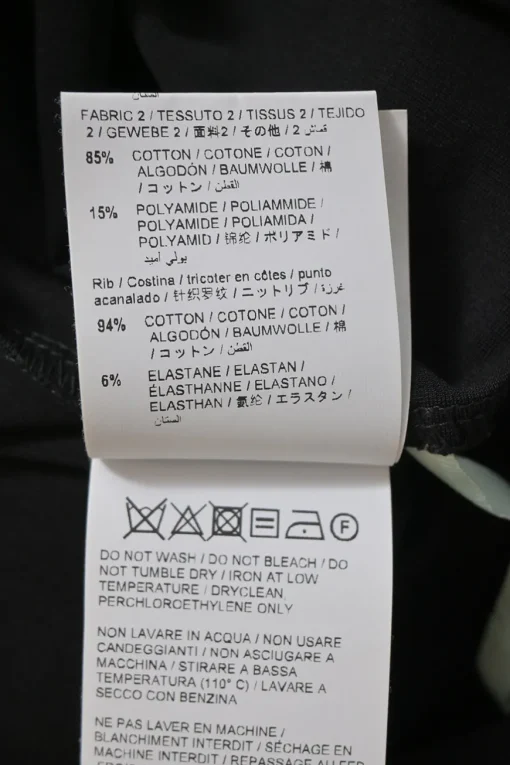 FABRIC 2 / TESSUTO 2 / TISSUS 2 / TEJIDO
2 / GEWEBE 2 / 面料2 / その他 / 2 قماش
85% COTTON / COTONE / COTON /
ALGODÓN / BAUMWOLLE / 棉
/ コットン / القطن
15% POLYAMIDE / POLIAMMIDE /
POLYAMIDE / POLIAMIDA /
POLYAMID / 锦纶 / ポリアミド /
يولي أميد
Rib / Costina / tricoter en côtes / punto
acanalado / 针织罗纹 / ニットリブ / غرزة
94% COTTON / COTONE / COTON /
ALGODÓN / BAUMWOLLE / 棉
/ コットン / القطن
6% ELASTANE / ELASTAN /
ÉLASTHANNE / ELASTANO /
ELASTHAN / 氨纶 / エラスタン /
الستان
F
DO NOT WASH / DO NOT BLEACH / DO
NOT TUMBLE DRY / IRON AT LOW
TEMPERATURE / DRYCLEAN
PERCHLOROETHYLENE ONLY
NON LAVARE IN ACQUA / NON USARE
CANDEGGIANTI / NON ASCIUGARE A
MACCHINA / STIRARE A BASSA
TEMPERATURA (110° C) / LAVARE A
SECCO CON BENZINA
NE PAS LAVER EN MACHINE /
BLANCHIMENT INTERDIT / SÉCHAGE EN
MACHINE INTERDIT / REPASSAGE AU FER